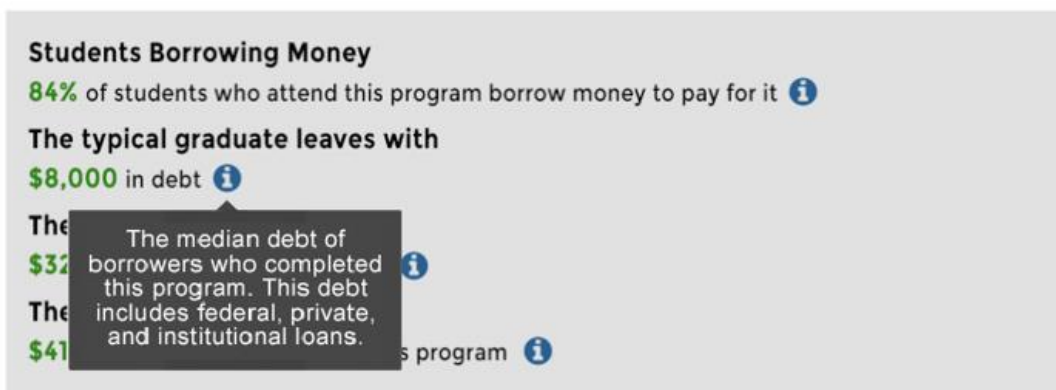 Students Borrowing Money
84% of students who attend this program borrow money to pay for it
The typical graduate leaves with
$8,000 in debt
The
The median debt of
borrowers who completed
this program. This debt
includes federal, private,
and institutional loans.
$32
The
$41 s program